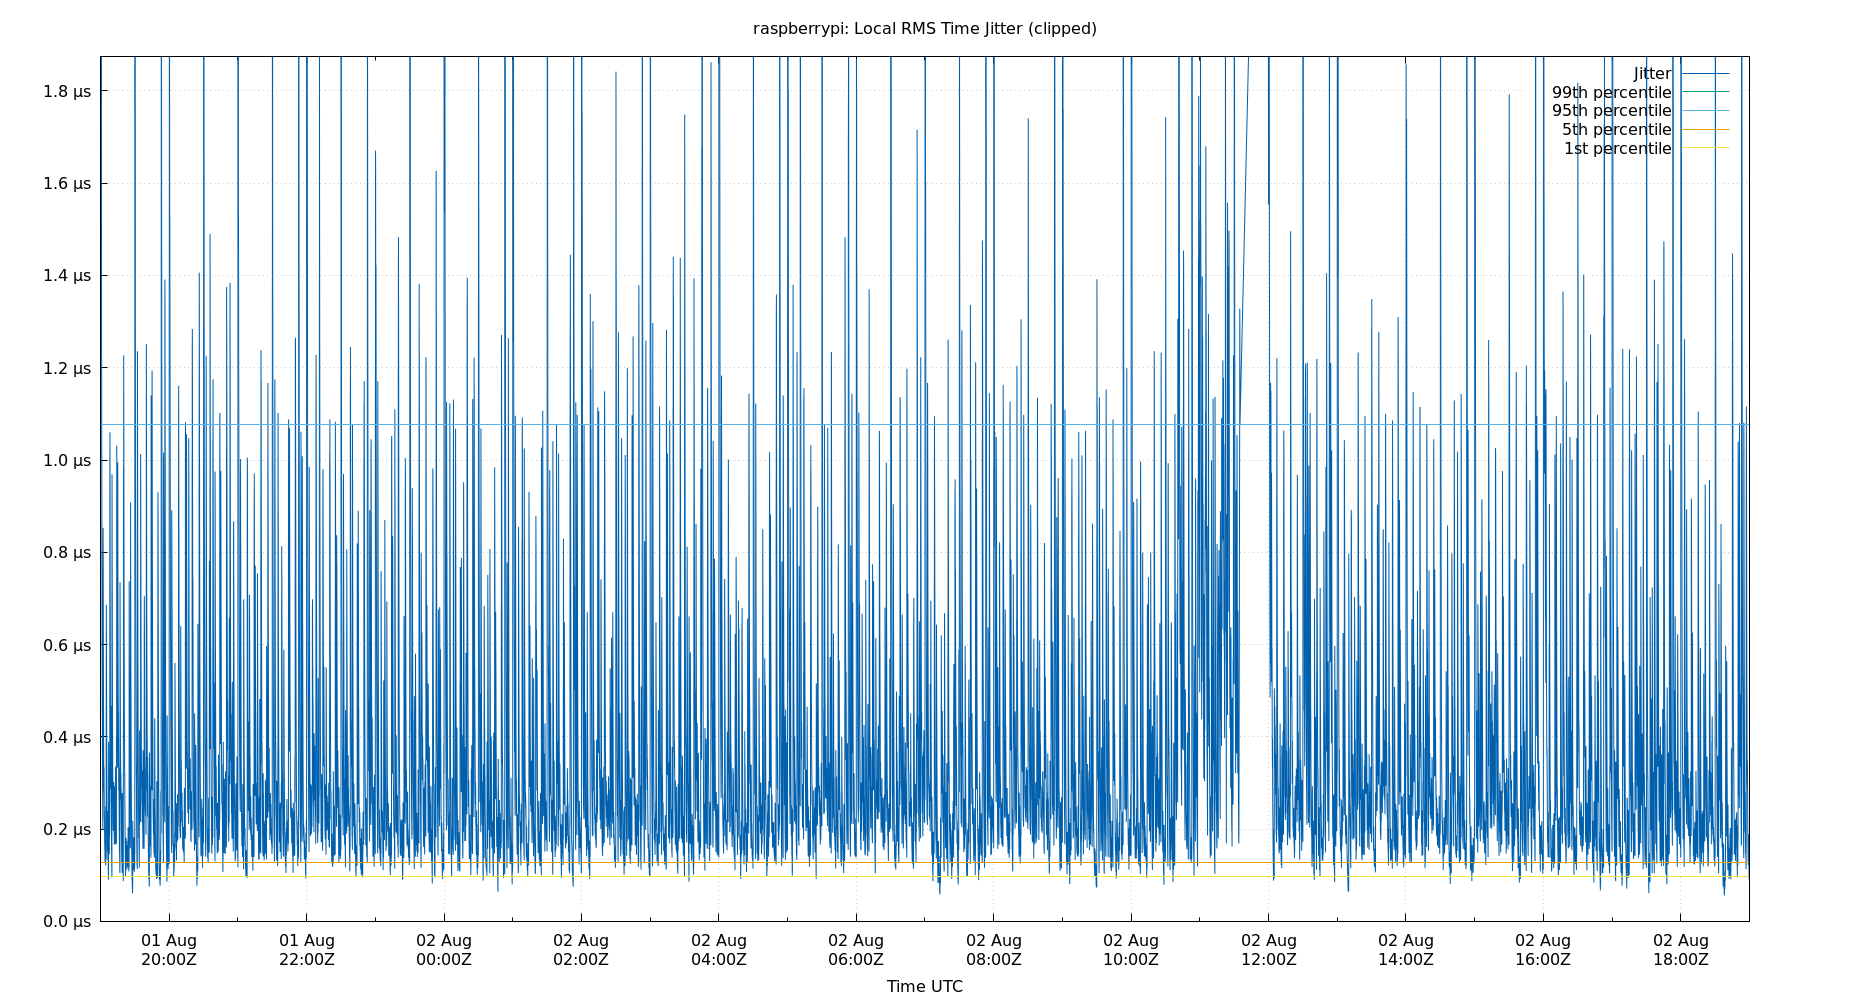 raspberrypi: Local RMS Time Jitter (clipped)
1.8 µs
1.6 µs
1.4 µs
1.2 µs
1.0 µs
0.8 µs
0.6 µs
0.4 µs
0.2 µs
0.0 µs
Jitter
99th percentile
95th percentile
5th percentile
1st percentile
01 Aug 01 Aug 02 Aug 02 Aug 02 Aug 02 Aug 02 Aug 02 Aug 02 Aug 02 Aug 02 Aug 02 Aug
20:00Z 22:00Z 00:00Z 02:00Z 04:00Z 06:00Z 08:00Z 10:00Z 12:00Z 14:00Z 16:00Z 18:00Z
Time UTC